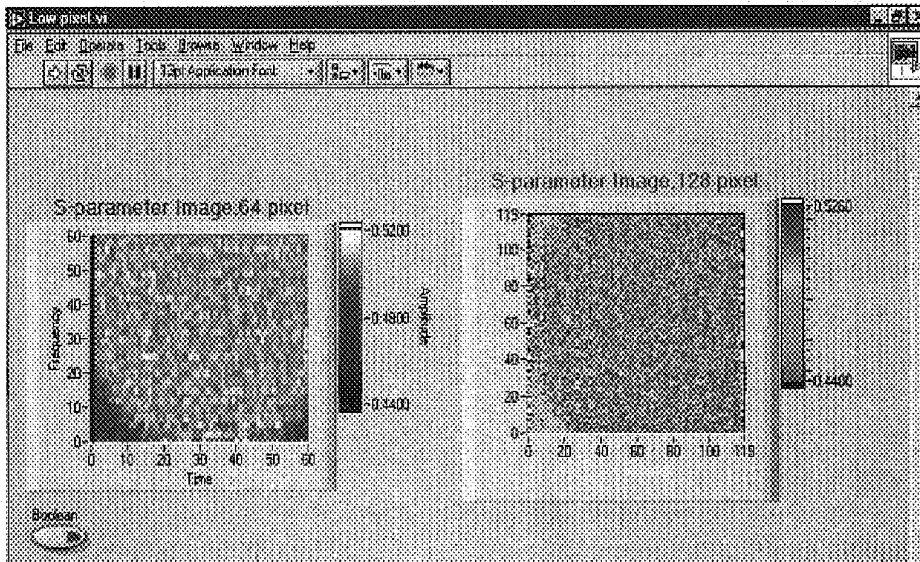 Low pixel.vi
File Edit Operate Tools Browse Window Help
13pt Application Font
S-parameter Image,64 pixel
60
50
40
30
20
10
0
Frequency
0 10 20 30 40 50 60
Time
0.5200
0.4800
0.4400
Amplitude
S-parameter Image,128 pixel
119
100
80
60
40
20
0
0 20 40 60 80 100 119
0.5260
0.4400
Boolean